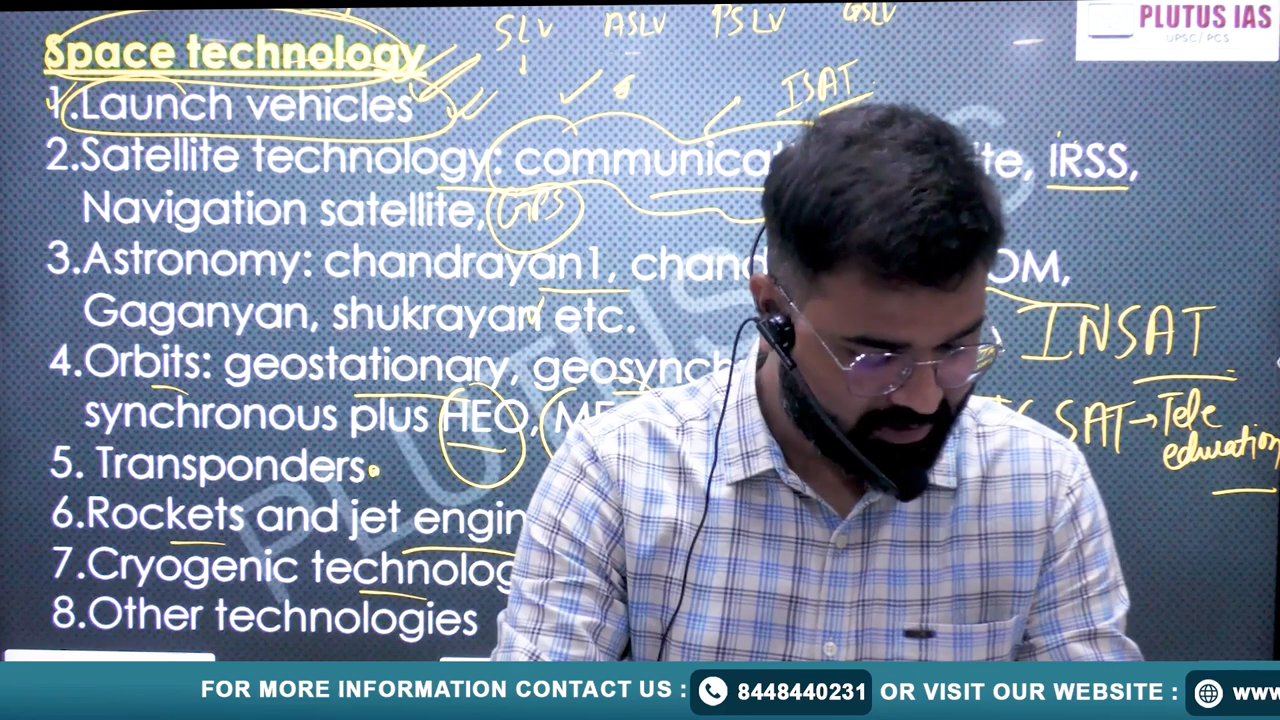 SLV ASLV PSLV GSLV
PLUTUS IAS
UPSC/PCS
Space technology
1.Launch vehicles
ISAT
2.Satellite technology: communica te, IRSS,
Navigation satellite, GPS
3.Astronomy: chandrayan1, chand OM,
Gaganyan, shukrayan etc.
INSAT
4.Orbits: geostationary, geosynch
synchronous plus HEO, ME
SAT→Tele
education
5. Transponders
6.Rockets and jet engin
7.Cryogenic technolog
8.Other technologies
PLUTUS IAS
FOR MORE INFORMATION CONTACT US : 8448440231 OR VISIT OUR WEBSITE : www